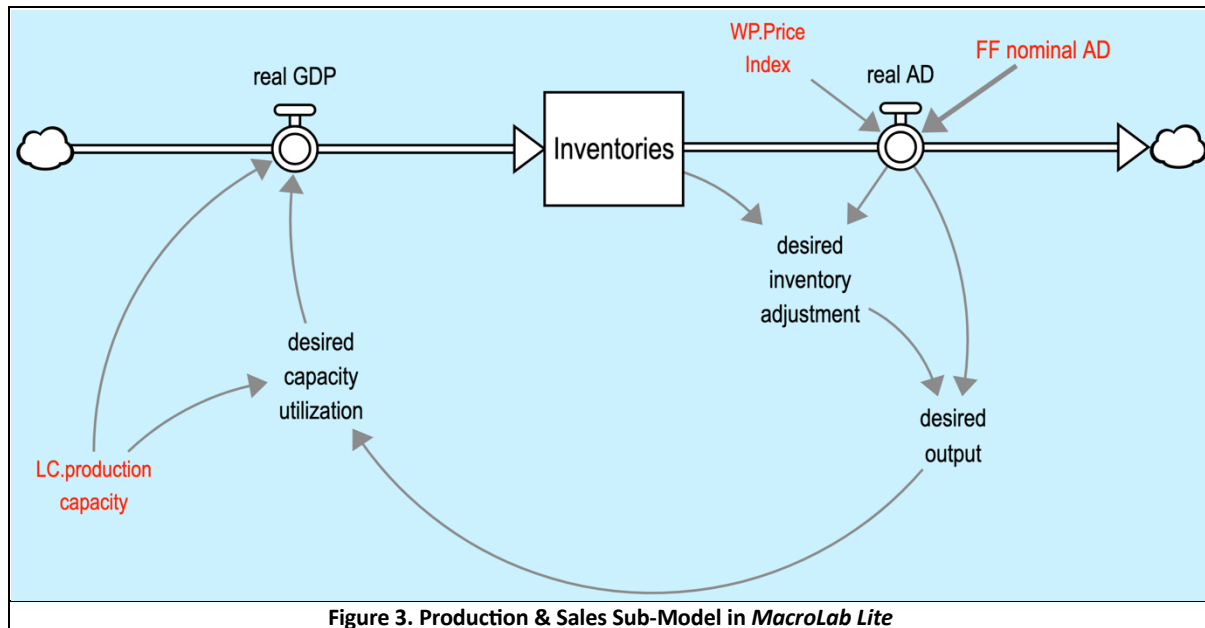 WP.Price
Index
FF nominal AD
real GDP
real AD
Inventories
desired
inventory
adjustment
desired
capacity
utilization
desired
output
LC.production
capacity
Figure 3. Production & Sales Sub-Model in MacroLab Lite